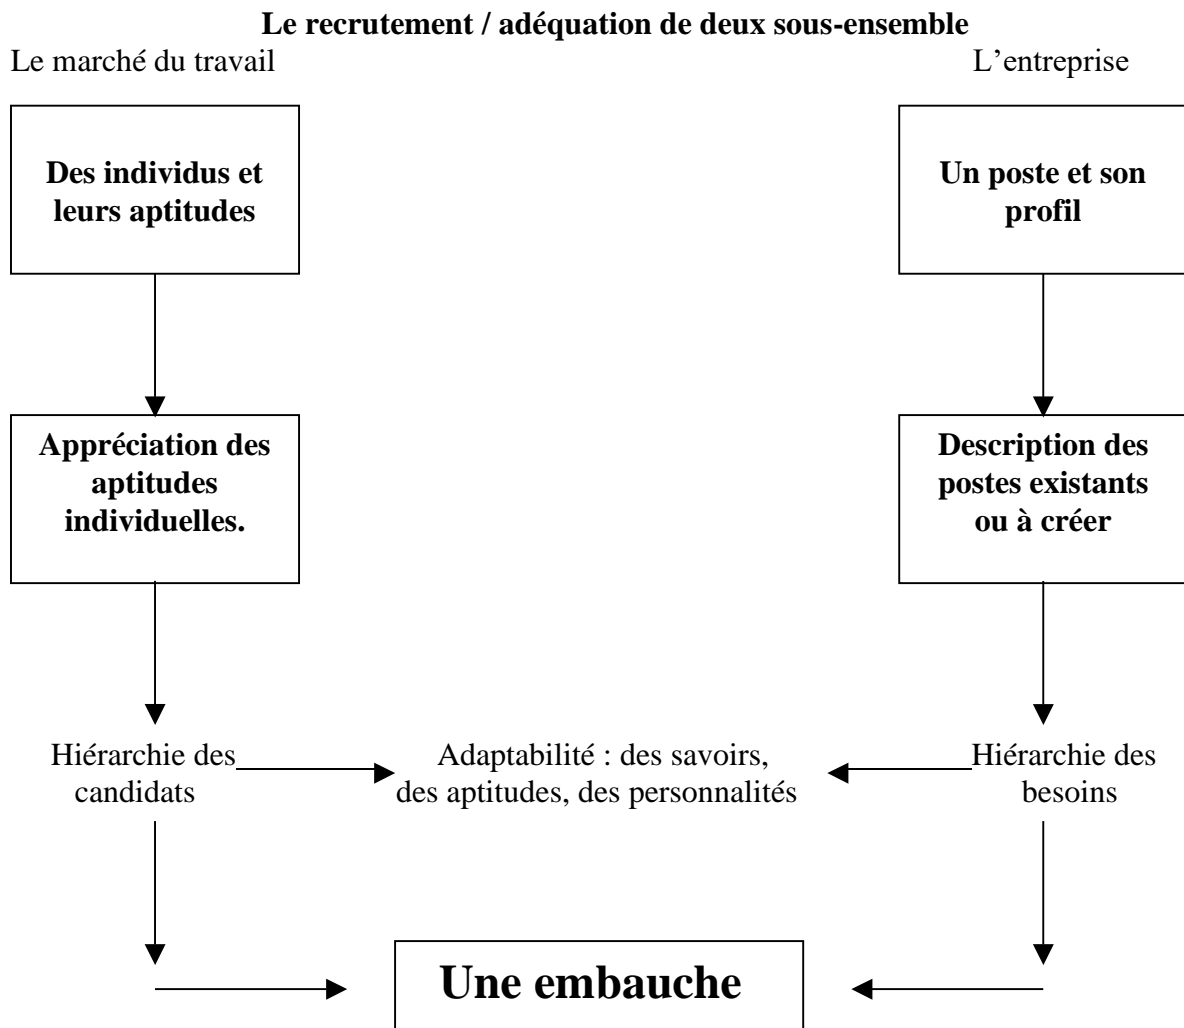 Le recrutement / adéquation de deux sous-ensemble
Le marché du travail
L’entreprise
Des individus et
leurs aptitudes
Un poste et son
profil
Appréciation des
aptitudes
individuelles.
Description des
postes existants
ou à créer
Hiérarchie des
candidats
Adaptabilité : des savoirs,
des aptitudes, des personnalités
Hiérarchie des
besoins
Une embauche